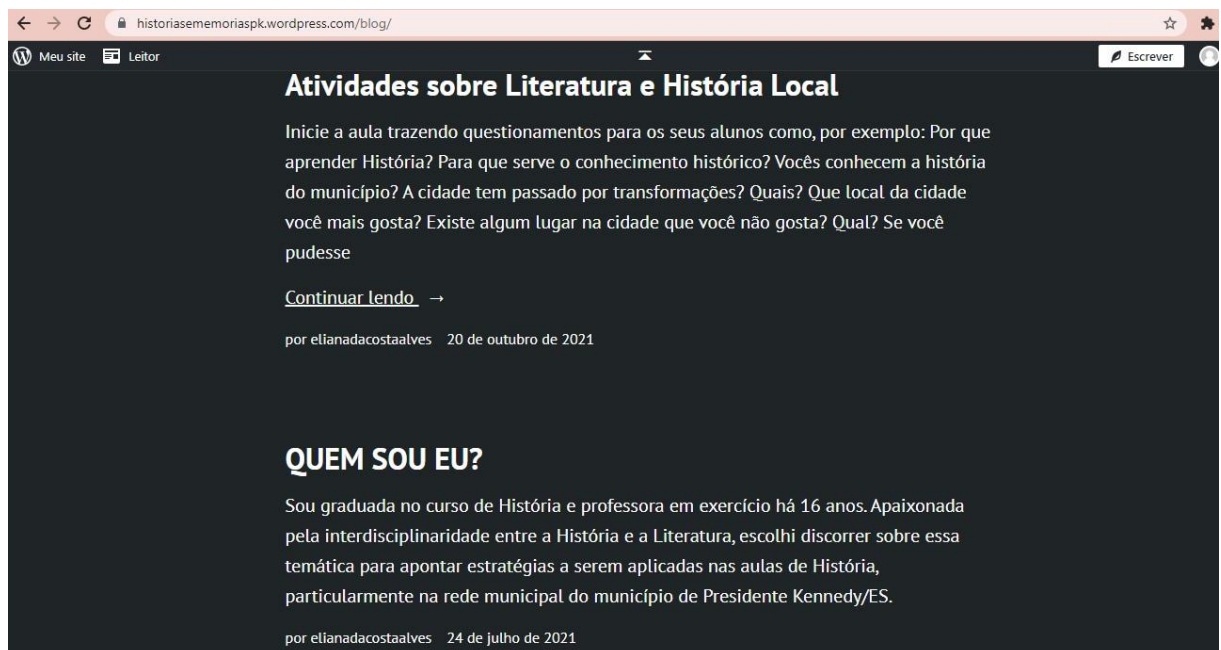 historiasememoriaspk.wordpress.com/blog/
Meu site Leitor Escrever
Atividades sobre Literatura e História Local
Inicie a aula trazendo questionamentos para os seus alunos como, por exemplo: Por que
aprender História? Para que serve o conhecimento histórico? Vocês conhecem a história
do município? A cidade tem passado por transformações? Quais? Que local da cidade
você mais gosta? Existe algum lugar na cidade que você não gosta? Qual? Se você
pudesse
Continuar lendo →
por elianadacostaalves 20 de outubro de 2021
QUEM SOU EU?
Sou graduada no curso de História e professora em exercício há 16 anos. Apaixonada
pela interdisciplinaridade entre a História e a Literatura, escolhi discorrer sobre essa
temática para apontar estratégias a serem aplicadas nas aulas de História,
particularmente na rede municipal do município de Presidente Kennedy/ES.
por elianadacostaalves 24 de julho de 2021